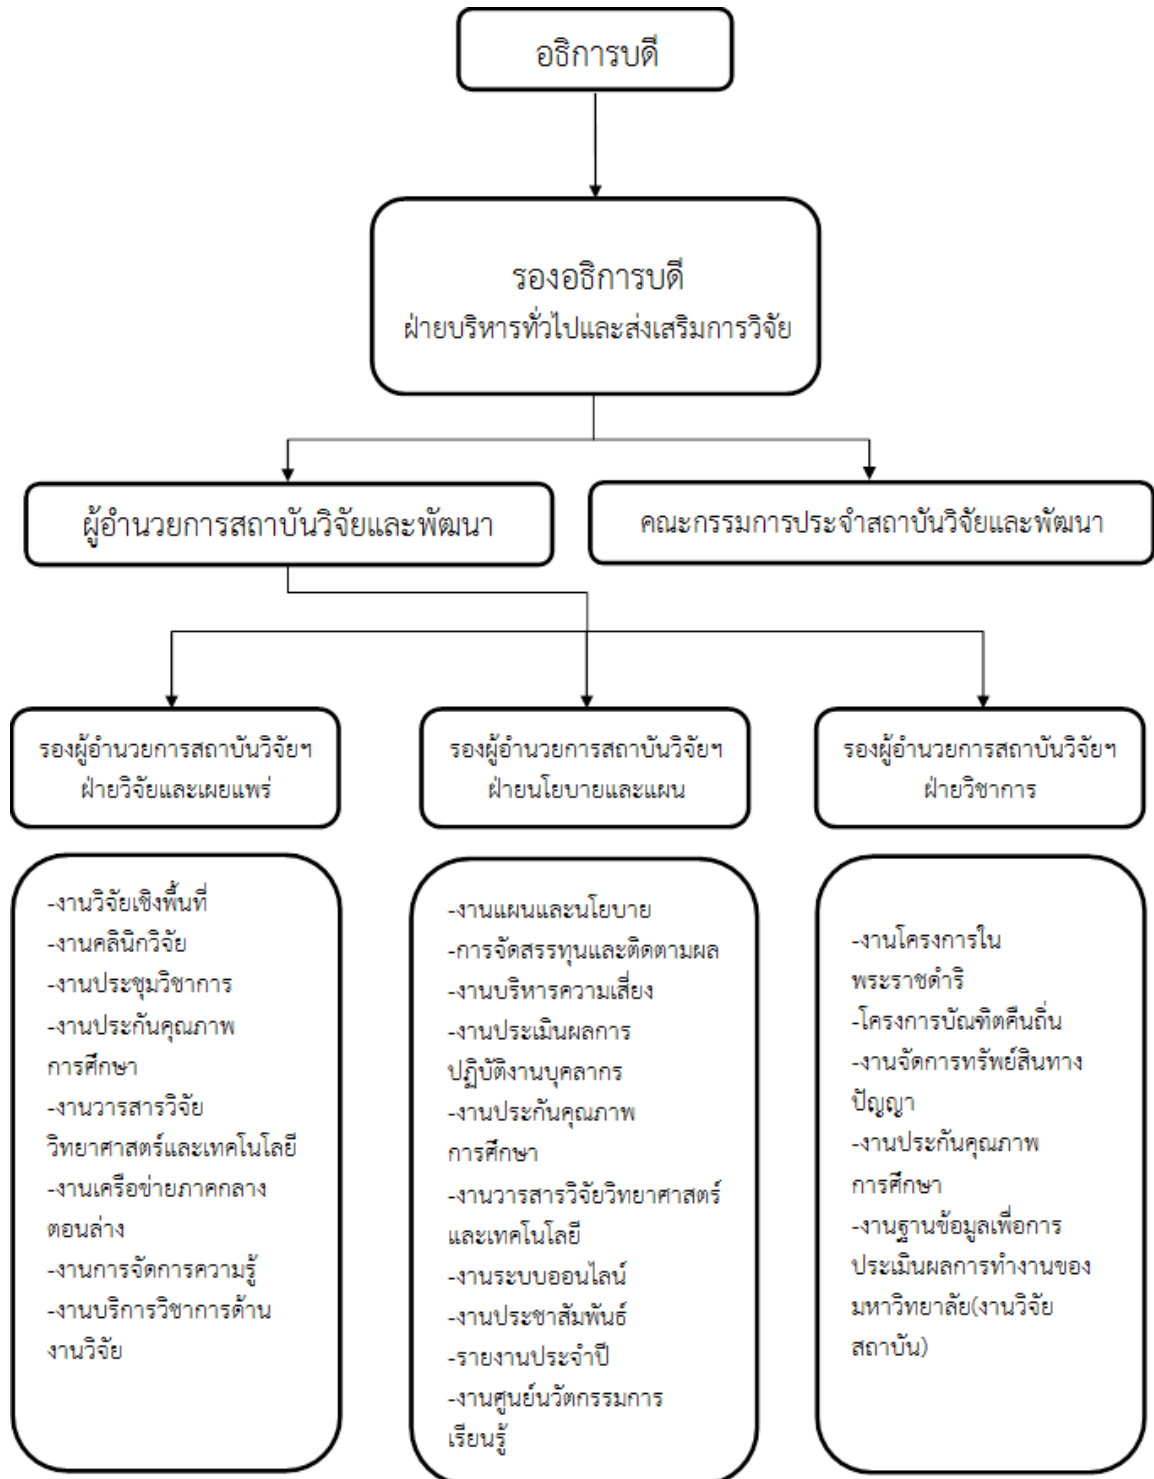 อธิการบดี
รองอธิการบดี
ฝ่ายบริหารทั่วไปและส่งเสริมการวิจัย
ผู้อำนวยการสถาบันวิจัยและพัฒนา
คณะกรรมการประจำสถาบันวิจัยและพัฒนา
รองผู้อำนวยการสถาบันวิจัยฯ
ฝ่ายวิจัยและเผยแพร่
รองผู้อำนวยการสถาบันวิจัยฯ
ฝ่ายนโยบายและแผน
รองผู้อำนวยการสถาบันวิจัยฯ
ฝ่ายวิชาการ
-งานวิจัยเชิงพื้นที่
-งานคลินิกวิจัย
-งานประชุมวิชาการ
-งานประกันคุณภาพ
การศึกษา
-งานวารสารวิจัย
วิทยาศาสตร์และเทคโนโลยี
-งานเครือข่ายภาคกลาง
ตอนล่าง
-งานการจัดการความรู้
-งานบริการวิชาการด้าน
งานวิจัย
-งานแผนและนโยบาย
-การจัดสรรทุนและติดตามผล
-งานบริหารความเสี่ยง
-งานประเมินผลการ
ปฏิบัติงานบุคลากร
-งานประกันคุณภาพ
การศึกษา
-งานวารสารวิจัยวิทยาศาสตร์
และเทคโนโลยี
-งานระบบออนไลน์
-งานประชาสัมพันธ์
-รายงานประจำปี
-งานศูนย์นวัตกรรมการ
เรียนรู้
-งานโครงการใน
พระราชดำริ
-โครงการบัณฑิตคืนถิ่น
-งานจัดการทรัพย์สินทาง
ปัญญา
-งานประกันคุณภาพ
การศึกษา
-งานฐานข้อมูลเพื่อการ
ประเมินผลการทำงานของ
มหาวิทยาลัย(งานวิจัย
สถาบัน)